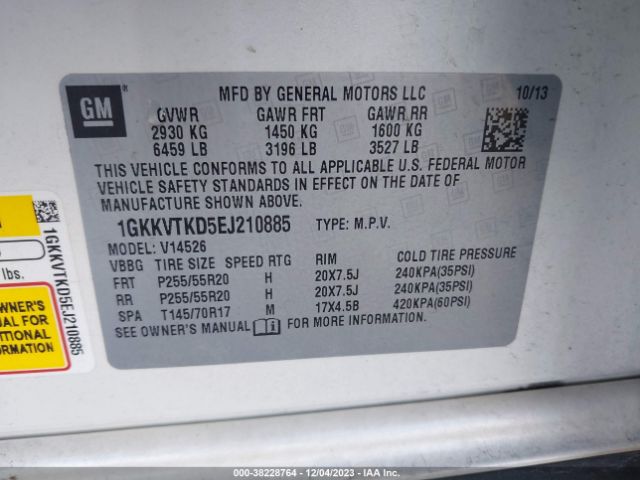 GM
MFD BY GENERAL MOTORS LLC 10/13
GVWR GAWR FRT GAWR RR
2930 KG 1450 KG 1600 KG
6459 LB 3196 LB 3527 LB
THIS VEHICLE CONFORMS TO ALL APPLICABLE U.S. FEDERAL MOTOR
VEHICLE SAFETY STANDARDS IN EFFECT ON THE DATE OF
MANUFACTURE SHOWN ABOVE.
1GKKVTKD5EJ210885 TYPE: M.P.V.
MODEL: V14526
VBBG TIRE SIZE SPEED RTG RIM COLD TIRE PRESSURE
FRT P255/55R20 H 20X7.5J 240KPA(35PSI)
RR P255/55R20 H 20X7.5J 240KPA(35PSI)
SPA T145/70R17 M 17X4.5B 420KPA(60PSI)
SEE OWNER'S MANUAL FOR MORE INFORMATION.
lbs.
1GKKVTKD5EJ210885
OWNER'S
FOR
INFORMATION
000-38228764 - 12/04/2023 - IAA Inc.